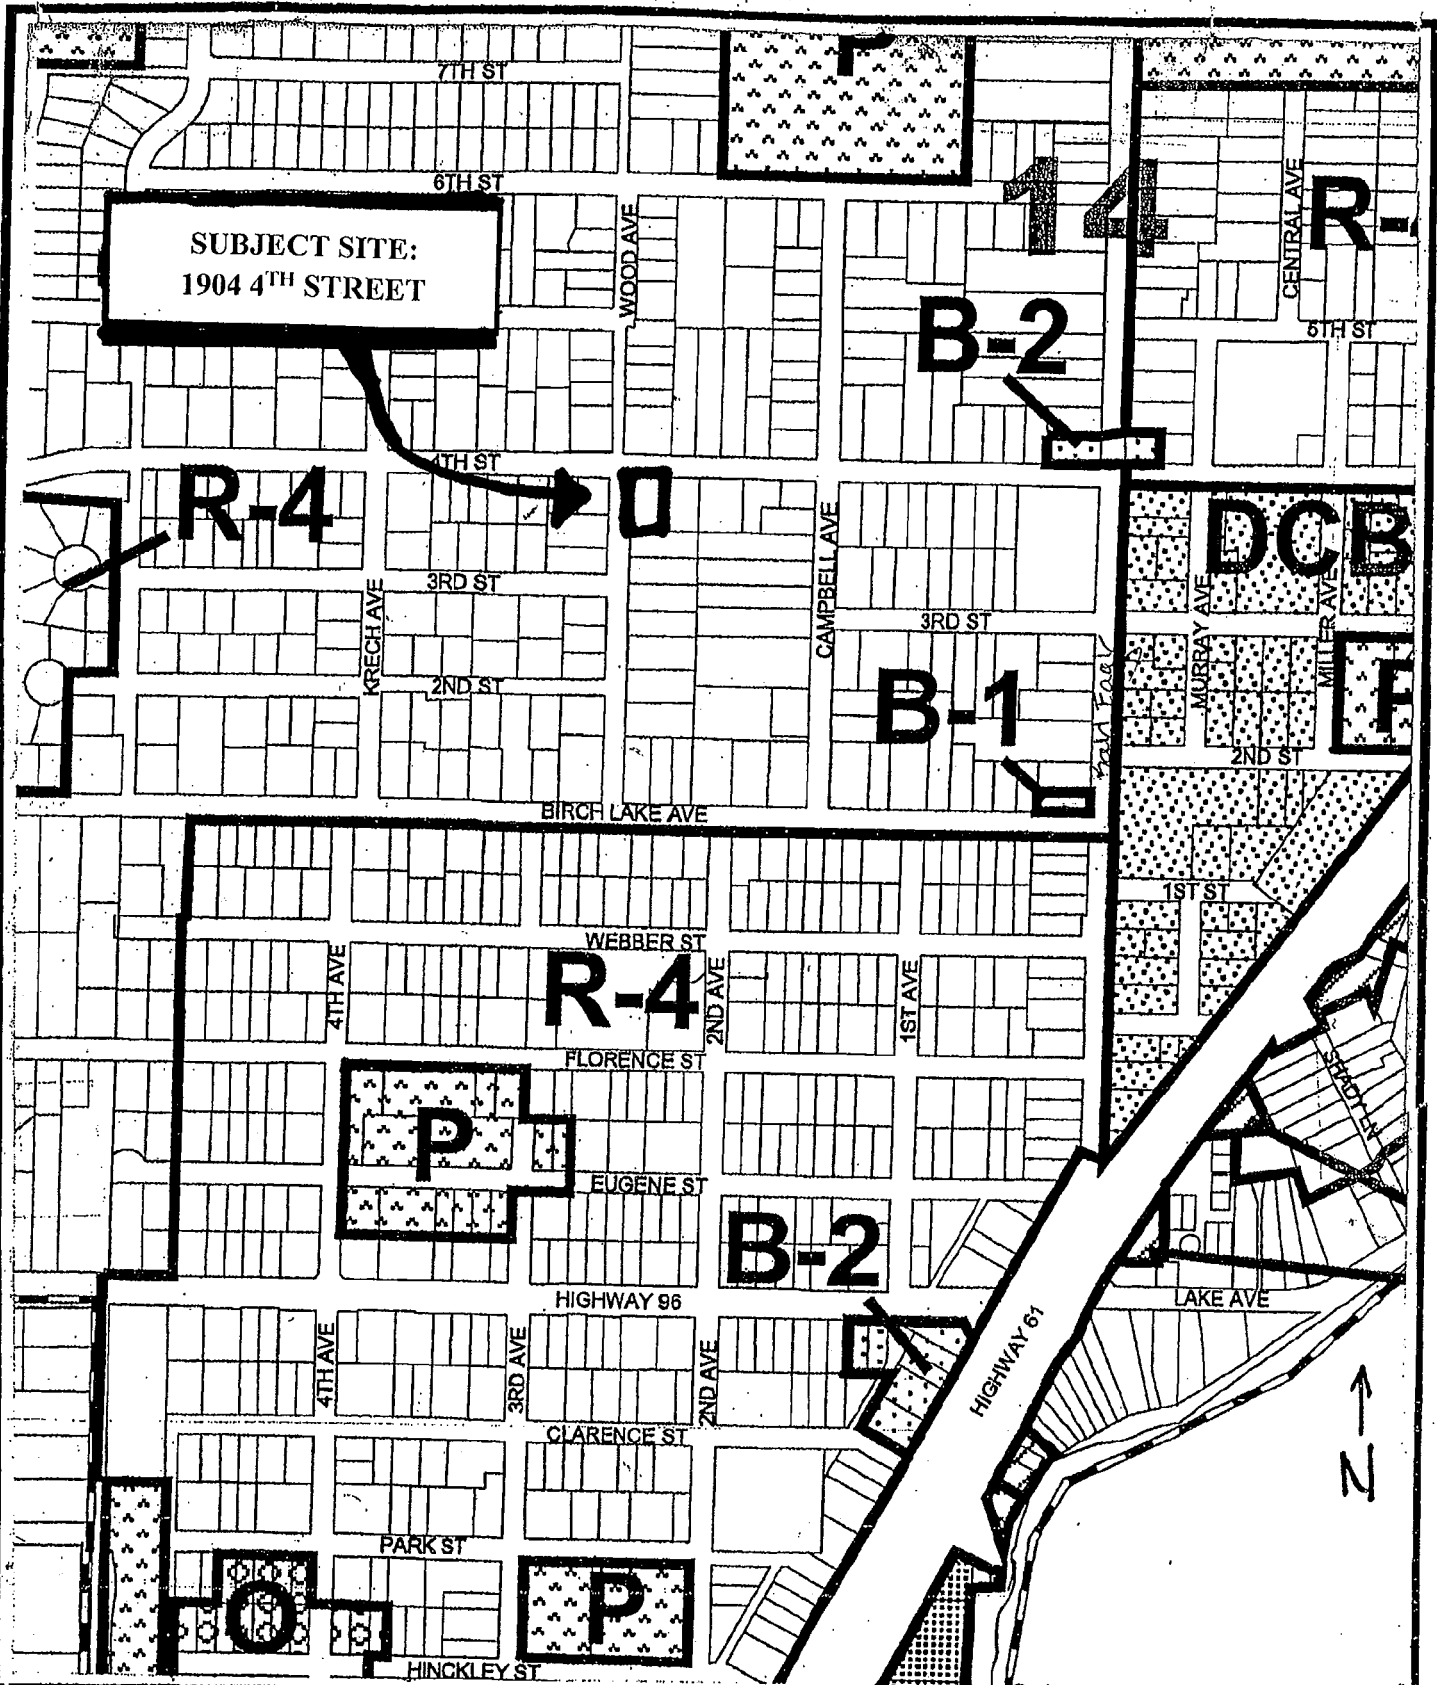 P
7TH ST
6TH ST
14
CENTRAL AVE
R-
SUBJECT SITE:
1904 4TH STREET
WOOD AVE
B-2
5TH ST
4TH ST
R-4
DCB
3RD ST
KRECH AVE
CAMPBELL AVE
3RD ST
MURRAY AVE
MILLER AVE
2ND ST
B-1
P
2ND ST
BIRCH LAKE AVE
1ST ST
WEBBER ST
4TH AVE
R-4
2ND AVE
1ST AVE
FLORENCE ST
SHADY LN
P
EUGENE ST
B-2
HIGHWAY 96
LAKE AVE
4TH AVE
3RD AVE
2ND AVE
HIGHWAY 61
CLARENCE ST
N
PARK ST
O
P
HINCKLEY ST